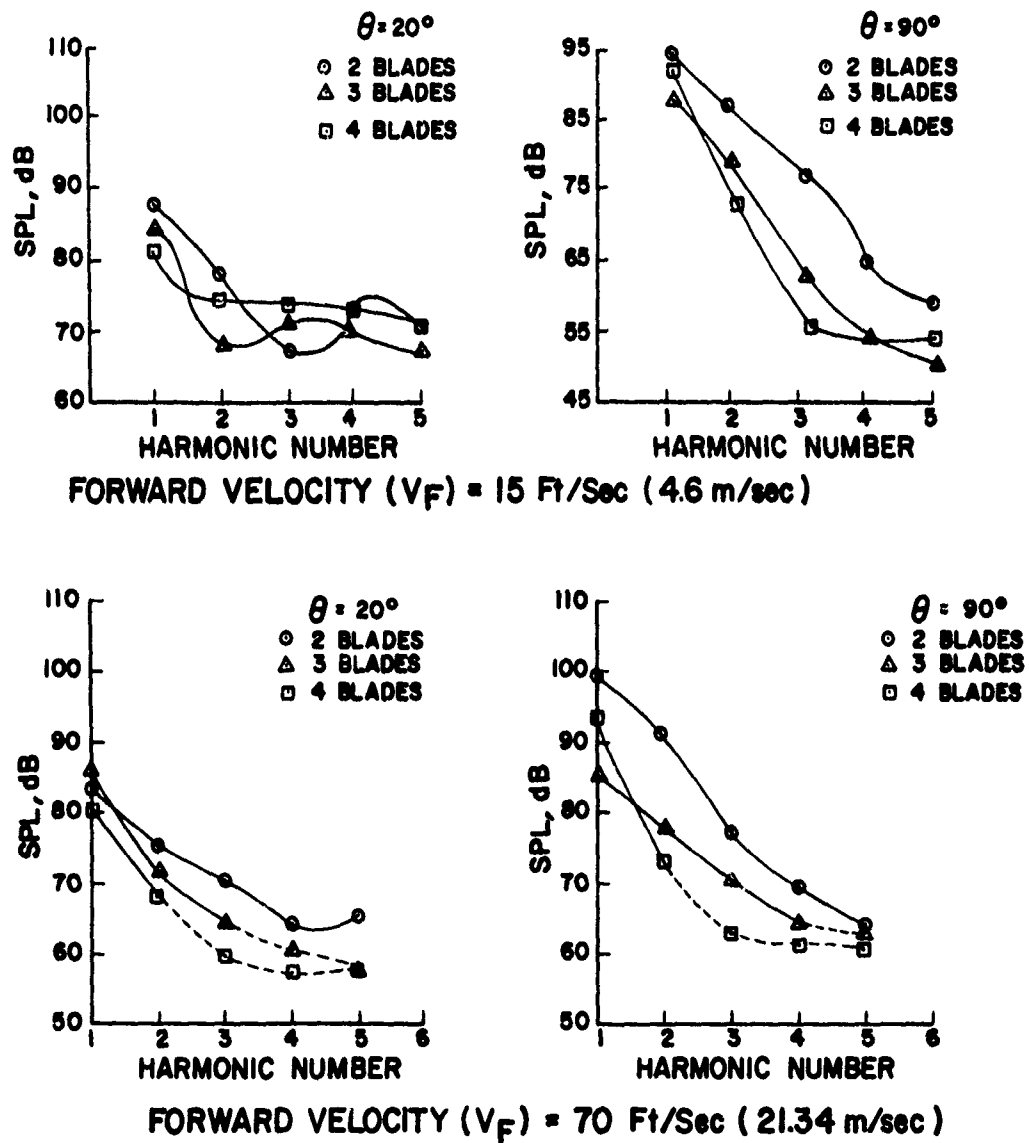 θ = 20°
110
100
90
80
70
60
SPL, dB
2 BLADES
3 BLADES
4 BLADES
1 2 3 4 5
HARMONIC NUMBER
θ = 90°
95
85
75
65
55
45
SPL, dB
2 BLADES
3 BLADES
4 BLADES
1 2 3 4 5
HARMONIC NUMBER
FORWARD VELOCITY (VF) = 15 Ft/Sec (4.6 m/sec)
θ = 20°
110
100
90
80
70
60
50
SPL, dB
2 BLADES
3 BLADES
4 BLADES
1 2 3 4 5 6
HARMONIC NUMBER
θ = 90°
110
100
90
80
70
60
50
SPL, dB
2 BLADES
3 BLADES
4 BLADES
1 2 3 4 5 6
HARMONIC NUMBER
FORWARD VELOCITY (VF) = 70 Ft/Sec (21.34 m/sec)